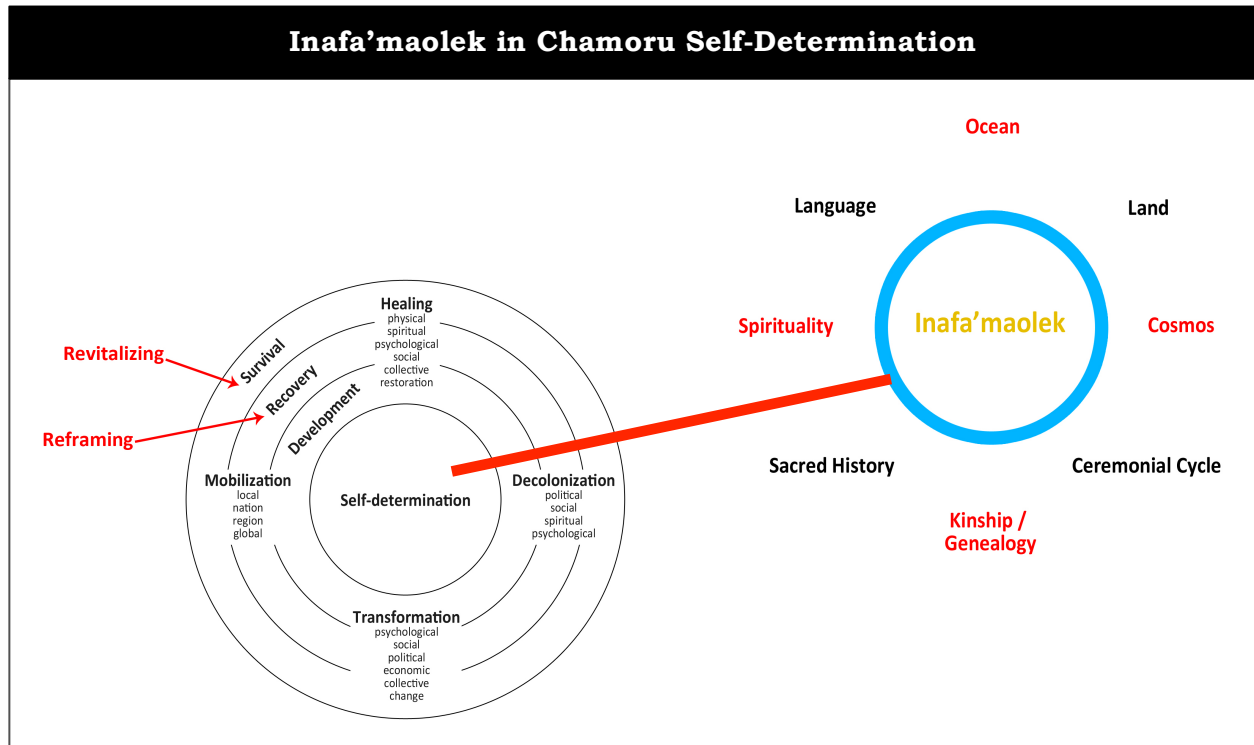 Inafa’maolek in Chamoru Self-Determination
Ocean
Language
Land
Spirituality
Inafa’maolek
Cosmos
Sacred History
Ceremonial Cycle
Kinship /
Genealogy
Revitalizing
Reframing
Survival
Recovery
Development
Healing
physical
spiritual
psychological
social
collective
restoration
Mobilization
local
nation
region
global
Self-determination
Decolonization
political
social
spiritual
psychological
Transformation
psychological
social
political
economic
collective
change